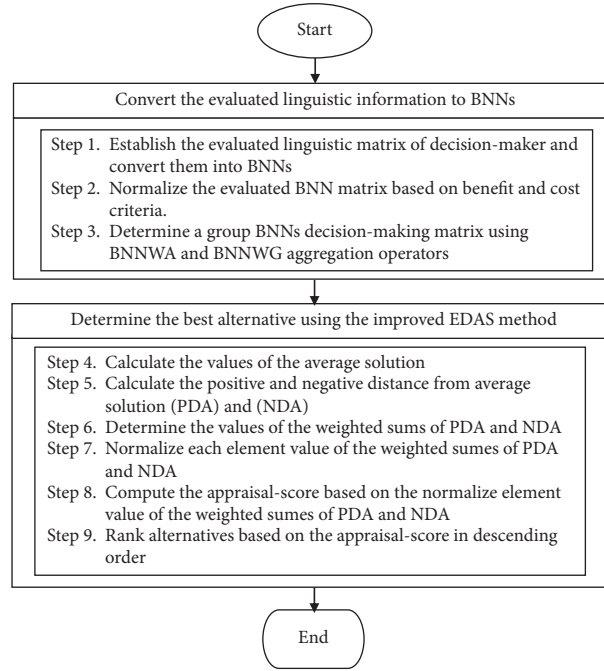 Start
Convert the evaluated linguistic information to BNNs
Step 1. Establish the evaluated linguistic matrix of decision-maker and
convert them into BNNs
Step 2. Normalize the evaluated BNN matrix based on benefit and cost
criteria.
Step 3. Determine a group BNNs decision-making matrix using
BNNWA and BNNWG aggregation operators
Determine the best alternative using the improved EDAS method
Step 4. Calculate the values of the average solution
Step 5. Calculate the positive and negative distance from average
solution (PDA) and (NDA)
Step 6. Determine the values of the weighted sums of PDA and NDA
Step 7. Normalize each element value of the weighted sumes of PDA
and NDA
Step 8. Compute the appraisal-score based on the normalize element
value of the weighted sumes of PDA and NDA
Step 9. Rank alternatives based on the appraisal-score in descending
order
End